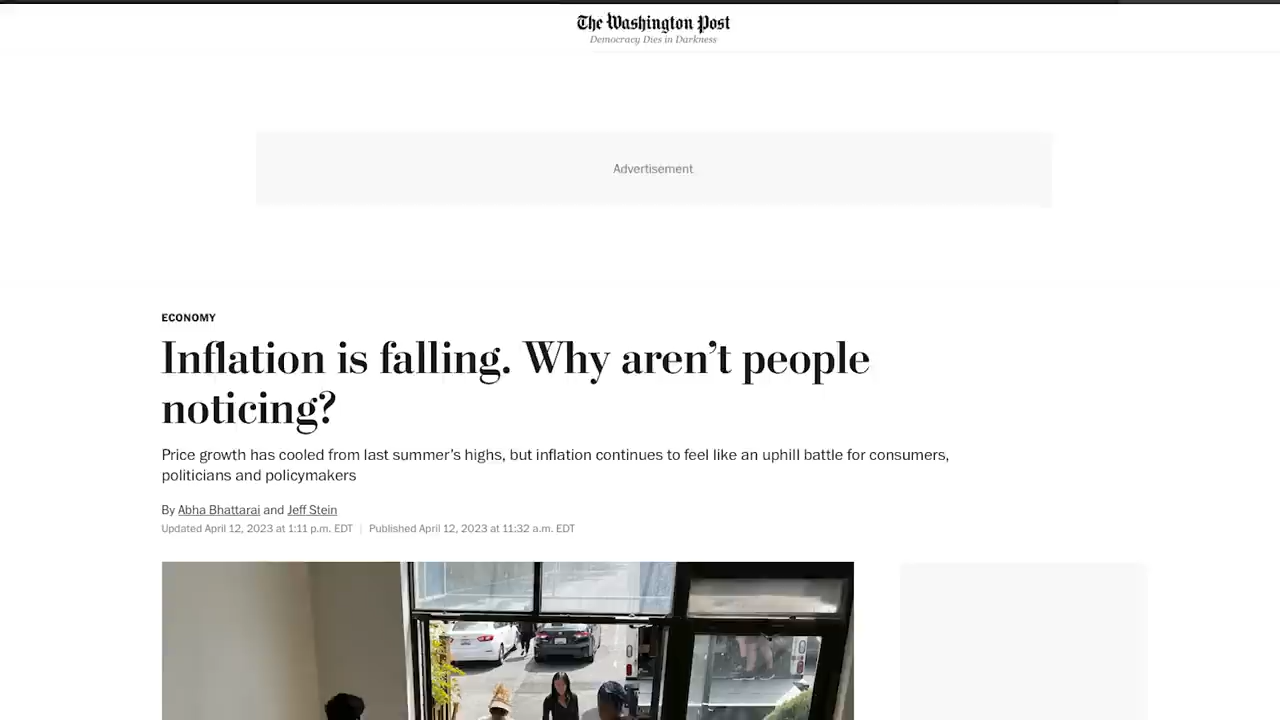 The Washington Post
Democracy Dies in Darkness
Advertisement
ECONOMY
Inflation is falling. Why aren’t people
noticing?
Price growth has cooled from last summer’s highs, but inflation continues to feel like an uphill battle for consumers,
politicians and policymakers
By Abha Bhattarai and Jeff Stein
Updated April 12, 2023 at 1:11 p.m. EDT | Published April 12, 2023 at 11:32 a.m. EDT